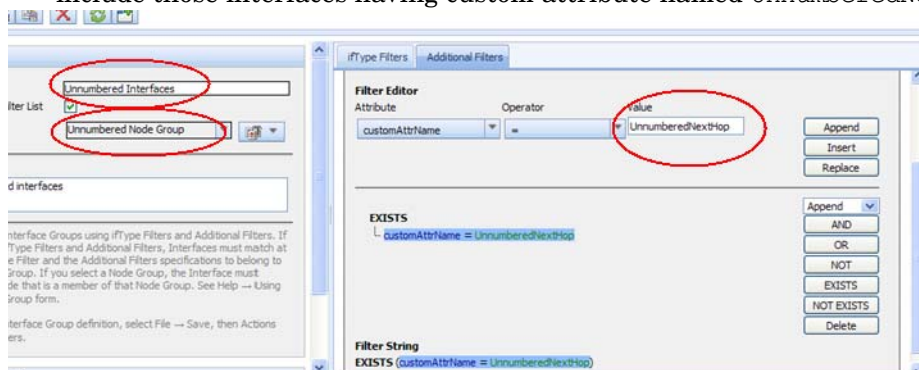 include those interfaces having custom attribute named
ifType Filters Additional Filters
Unnumbered Interfaces
lter List
Unnumbered Node Group
d interfaces
nterface Groups using ifType Filters and Additional Filters. If
Type Filters and Additional Filters, Interfaces must match at
e Filter and the Additional Filters specifications to belong to
Group. If you select a Node Group, the Interface must
de that is a member of that Node Group. See Help → Using
Group form.
nterface Group definition, select File → Save, then Actions
ers.
Filter Editor
Attribute Operator Value
customAttrName = UnnumberedNextHop
Append
Insert
Replace
EXISTS
customAttrName = UnnumberedNextHop
Append
AND
OR
NOT
EXISTS
NOT EXISTS
Delete
Filter String
EXISTS (customAttrName = UnnumberedNextHop)